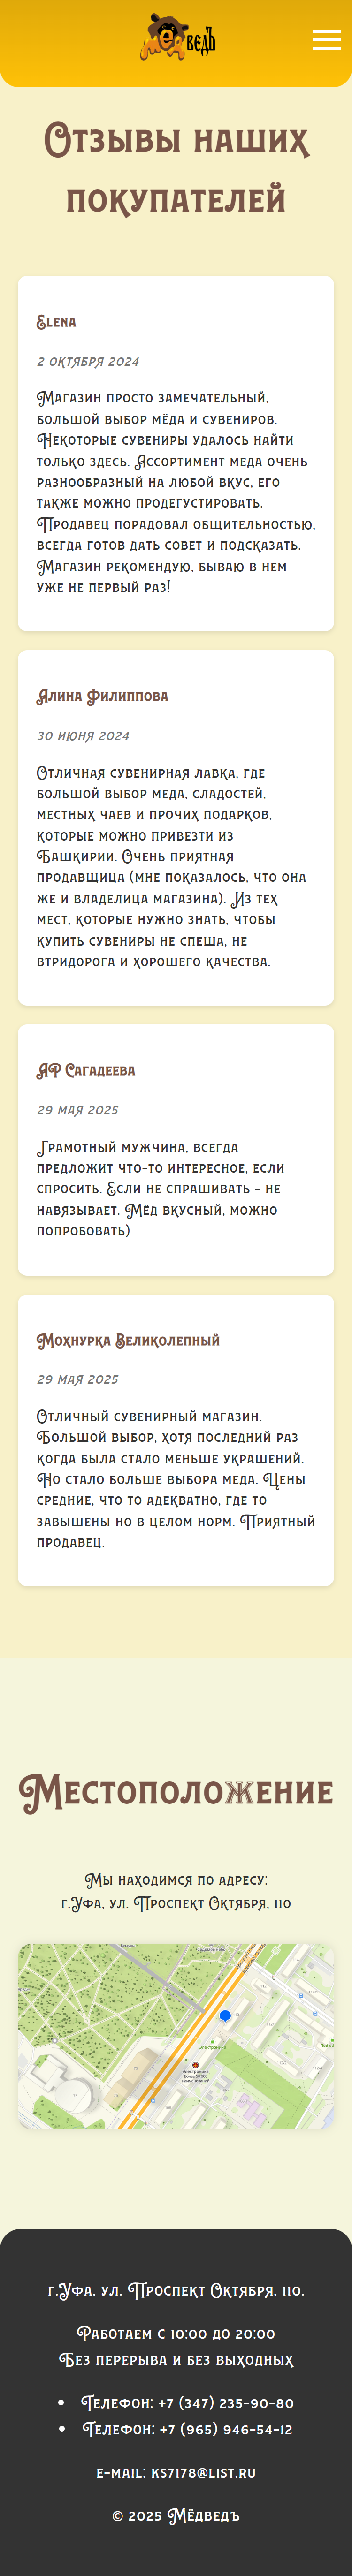 МЕДведЪ
Отзывы наших
покупателей
Elena
2 октября 2024
Магазин просто замечательный,
большой выбор мёда и сувениров.
Некоторые сувениры удалось найти
только здесь. Ассортимент меда очень
разнообразный на любой вкус, его
также можно продегустировать.
Продавец порадовал общительностью,
всегда готов дать совет и подсказать.
Магазин рекомендую, бываю в нем
уже не первый раз!
Алина Филиппова
30 июня 2024
Отличная сувенирная лавка, где
большой выбор меда, сладостей,
местных чаев и прочих подарков,
которые можно привезти из
Башкирии. Очень приятная
продавщица (мне показалось, что она
же и владелица магазина). Из тех
мест, которые нужно знать, чтобы
купить сувениры не спеша, не
втридорога и хорошего качества.
ЯР Сагадеева
29 мая 2025
Грамотный мужчина, всегда
предложит что-то интересное, если
спросить. Если не спрашивать - не
навязывает. Мёд вкусный, можно
попробовать)
Мохнурка Великолепный
29 мая 2025
Отличный сувенирный магазин.
Большой выбор, хотя последний раз
когда была стало меньше украшений.
Но стало больше выбора меда. Цены
средние, что то адекватно, где то
завышены но в целом норм. Приятный
продавец.
Местоположение
Мы находимся по адресу:
г.Уфа, ул. Проспект Октября, 110
г.Уфа, ул. Проспект Октября, 110.
Работаем с 10:00 до 20:00
Без перерыва и без выходных
• Телефон: +7 (347) 235-90-80
• Телефон: +7 (965) 946-54-12
e-mail: ks7178@list.ru
© 2025 Мёдведъ